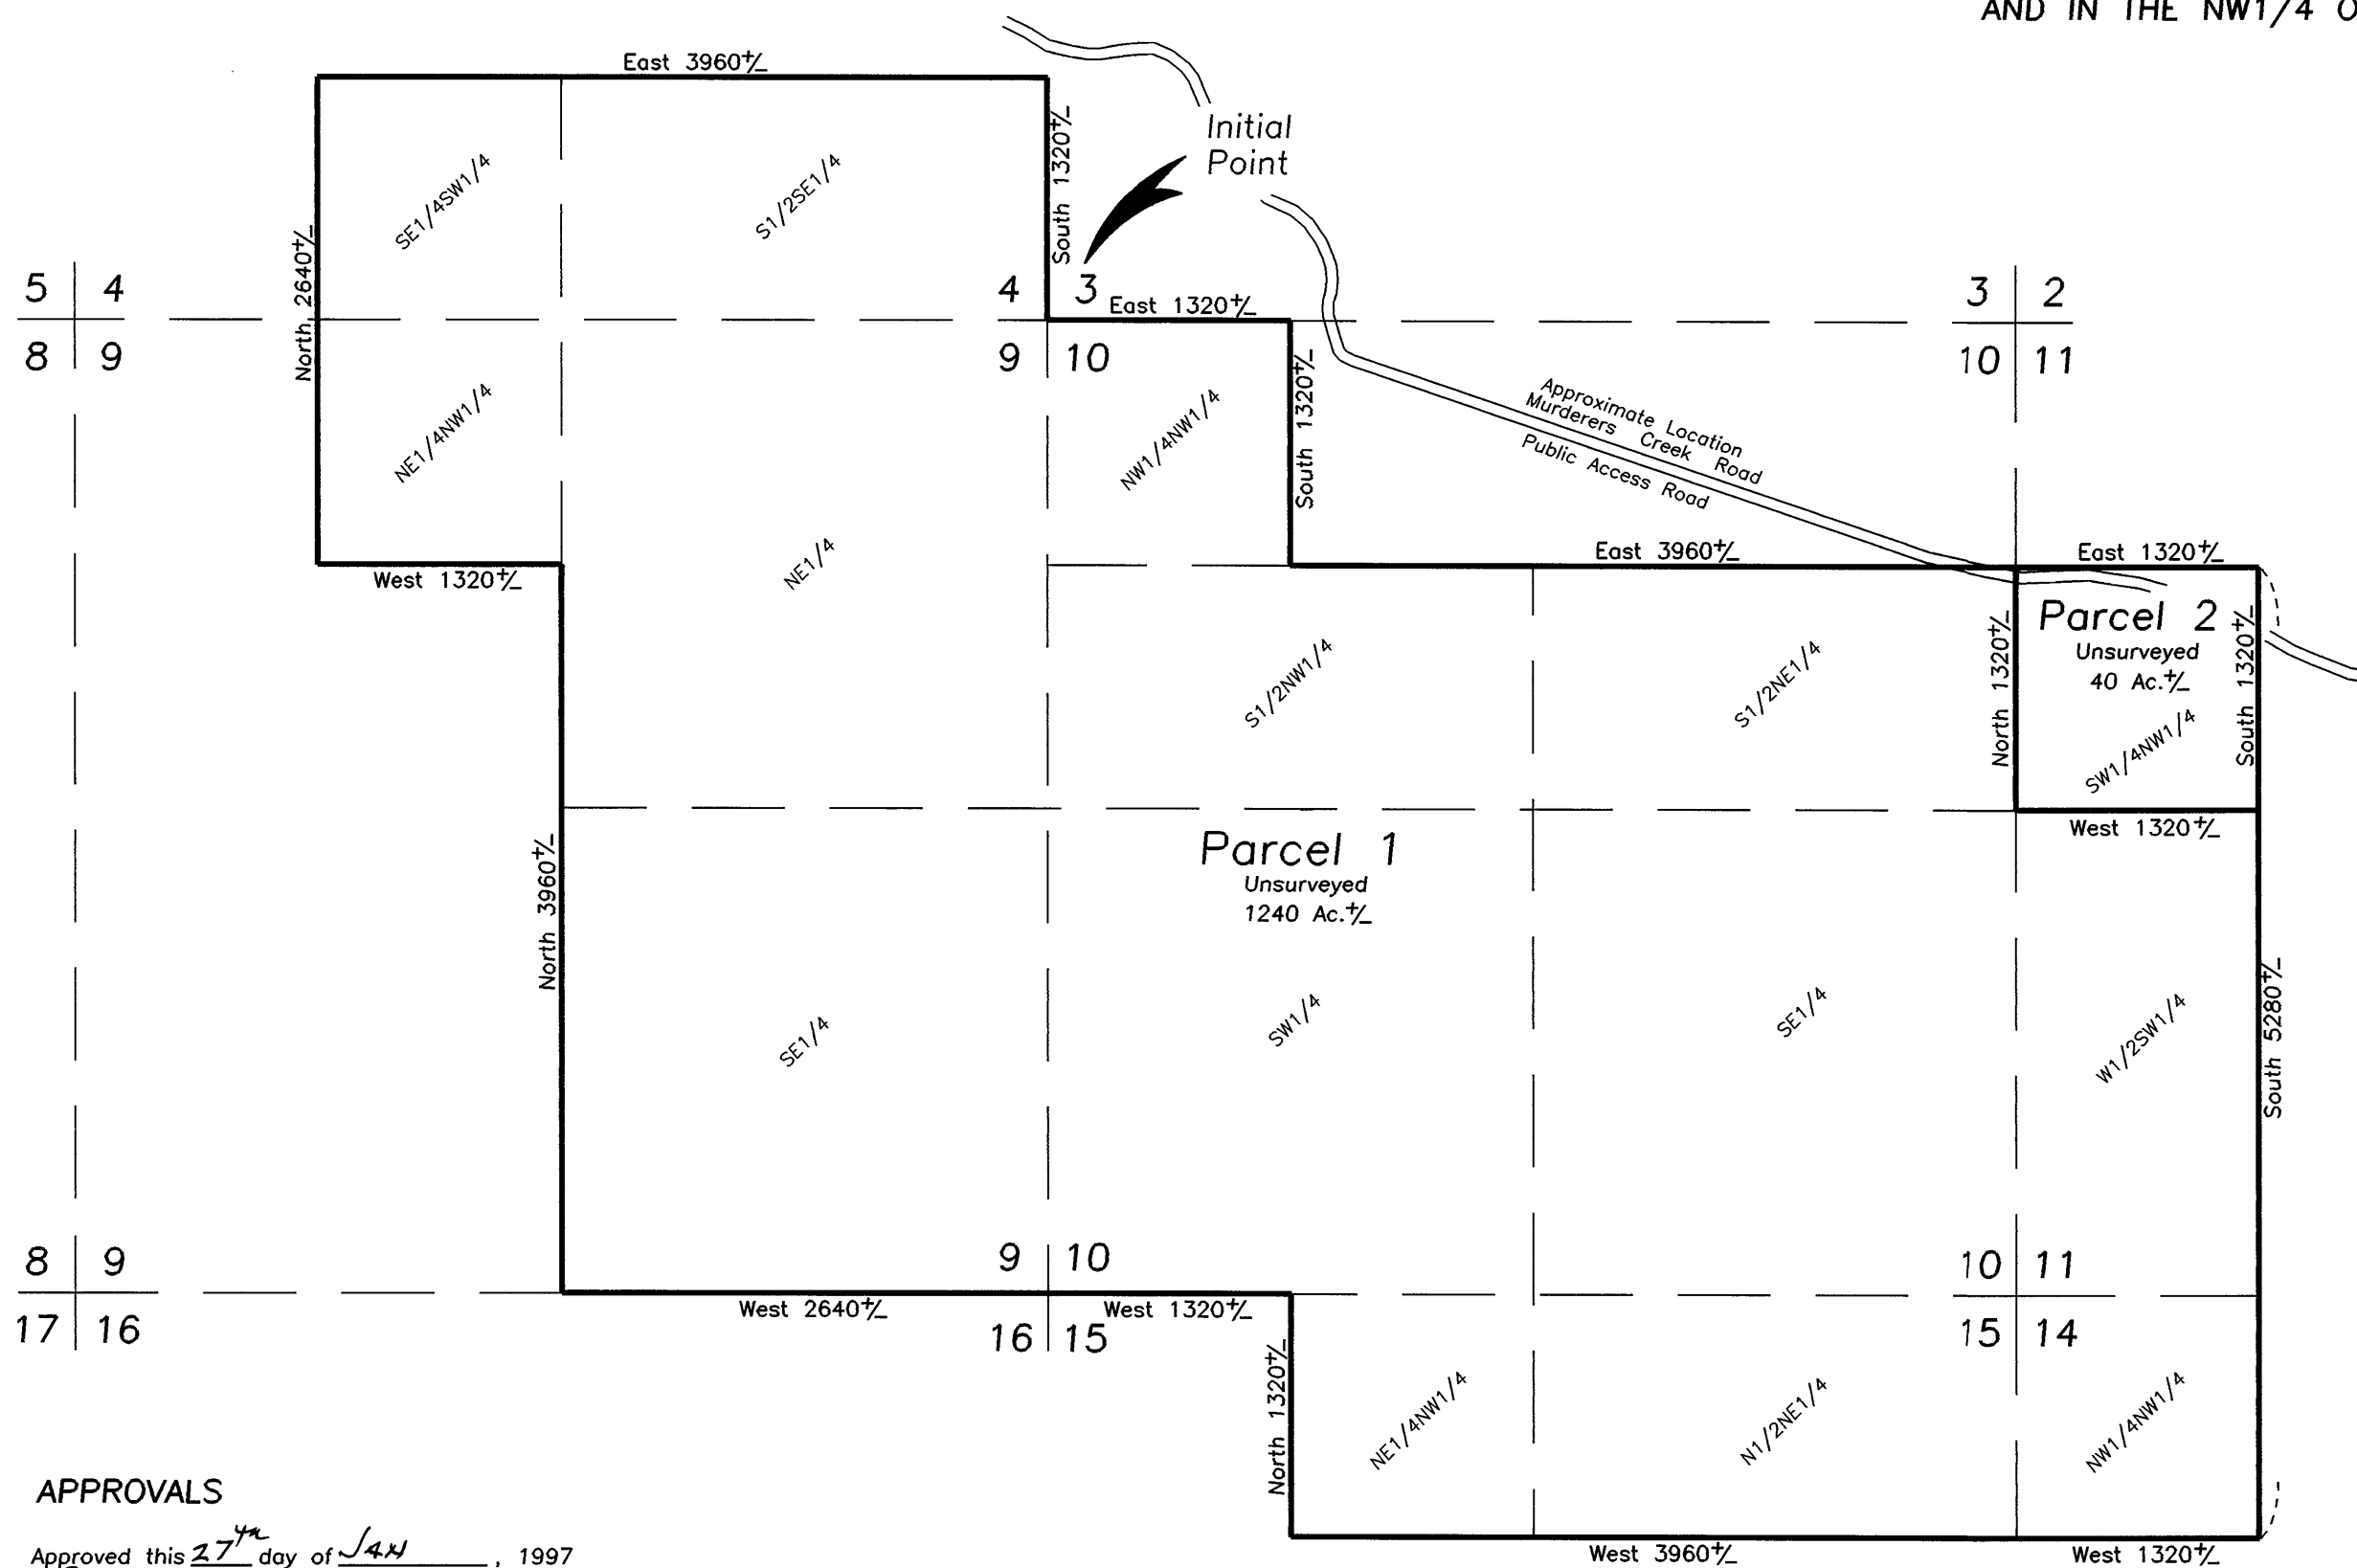 AND IN THE NW1/4 O
East 3960+/-
Initial
Point
South 1320+/-
SE1/4SW1/4
S1/2SE1/4
North 2640+/-
5 4
8 9
4 3
9 10
East 1320+/-
3 2
10 11
NE1/4NW1/4
NW1/4NW1/4
South 1320+/-
Approximate Location
Murderers Creek Road
Public Access Road
West 1320+/-
NE1/4
East 3960+/-
East 1320+/-
Parcel 2
Unsurveyed
40 Ac.+/-
SW1/4NW1/4
North 1320+/-
South 1320+/-
West 1320+/-
S1/2NW1/4
S1/2NE1/4
Parcel 1
Unsurveyed
1240 Ac.+/-
North 3960+/-
SE1/4
SW1/4
SE1/4
W1/2SW1/4
South 5280+/-
8 9
17 16
9 10
16 15
10 11
15 14
West 2640+/-
West 1320+/-
North 1320+/-
NE1/4NW1/4
N1/2NE1/4
NW1/4NW1/4
West 3960+/-
West 1320+/-
APPROVALS
Approved this 27th day of JAN, 1997